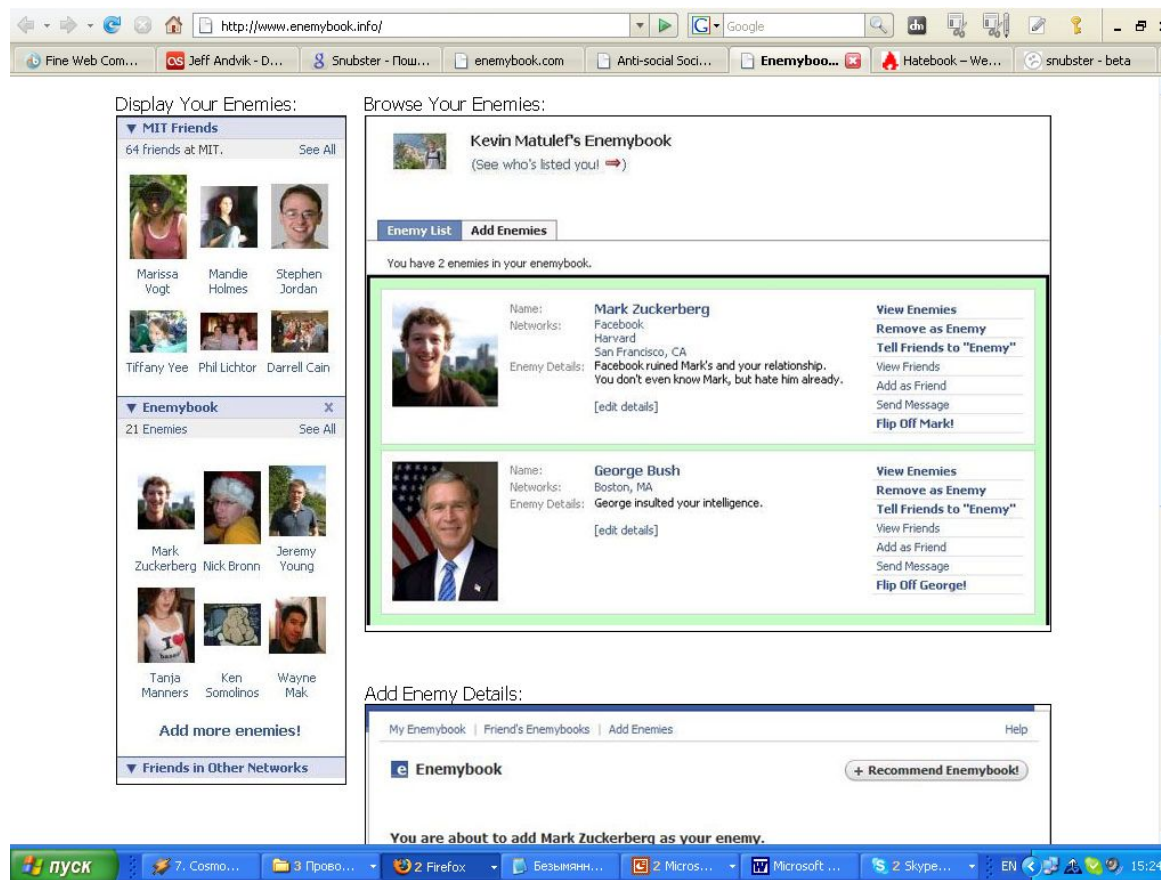 http://www.enemybook.info/
Google
dn
Fine Web Com...
Jeff Andvik - D...
Snubster - Пош...
enemybook.com
Anti-social Soci...
Enemyboo...
Hatebook – We...
snubster - beta
Display Your Enemies:
MIT Friends
64 friends at MIT.
See All
Marissa Vogt
Mandie Holmes
Stephen Jordan
Tiffany Yee
Phil Lichtor
Darrell Cain
Enemybook
X
21 Enemies
See All
Mark Zuckerberg
Nick Bronn
Jeremy Young
Tanja Manners
Ken Somolinos
Wayne Mak
Add more enemies!
Friends in Other Networks
Browse Your Enemies:
Kevin Matulef's Enemybook
(See who's listed you! ⇒)
Enemy List
Add Enemies
You have 2 enemies in your enemybook.
Name: Mark Zuckerberg
Networks: Facebook
Harvard
San Francisco, CA
Enemy Details: Facebook ruined Mark's and your relationship.
You don't even know Mark, but hate him already.
[edit details]
View Enemies
Remove as Enemy
Tell Friends to "Enemy"
View Friends
Add as Friend
Send Message
Flip Off Mark!
Name: George Bush
Networks: Boston, MA
Enemy Details: George insulted your intelligence.
[edit details]
View Enemies
Remove as Enemy
Tell Friends to "Enemy"
View Friends
Add as Friend
Send Message
Flip Off George!
Add Enemy Details:
My Enemybook | Friend's Enemybooks | Add Enemies
Help
e Enemybook
+ Recommend Enemybook!
You are about to add Mark Zuckerberg as your enemy.
пуск
7. Cosmo...
3 Прово...
2 Firefox
Безымянн...
2 Micros...
Microsoft ...
2 Skype...
EN
15:24